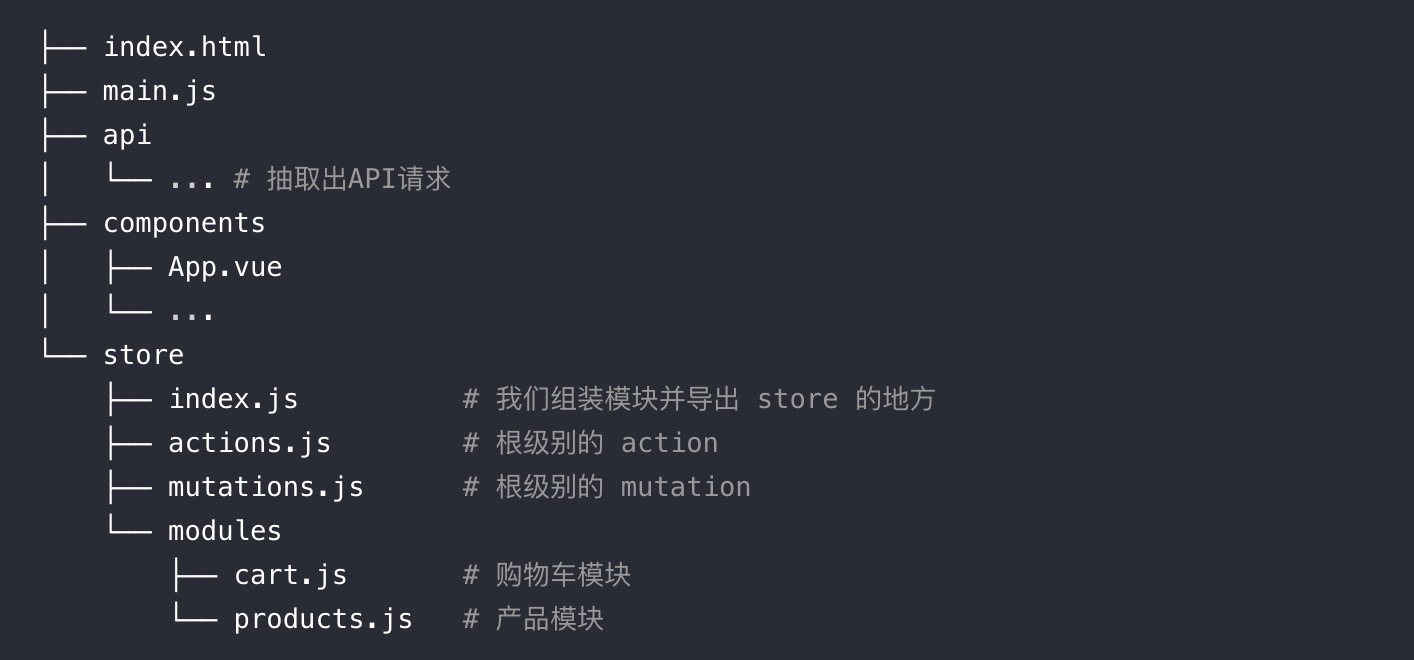 ├── index.html
├── main.js
├── api
│   └── ... # 抽取出API请求
├── components
│   ├── App.vue
│   └── ...
└── store
    ├── index.js          # 我们组装模块并导出 store 的地方
    ├── actions.js        # 根级别的 action
    ├── mutations.js      # 根级别的 mutation
    └── modules
        ├── cart.js       # 购物车模块
        └── products.js   # 产品模块